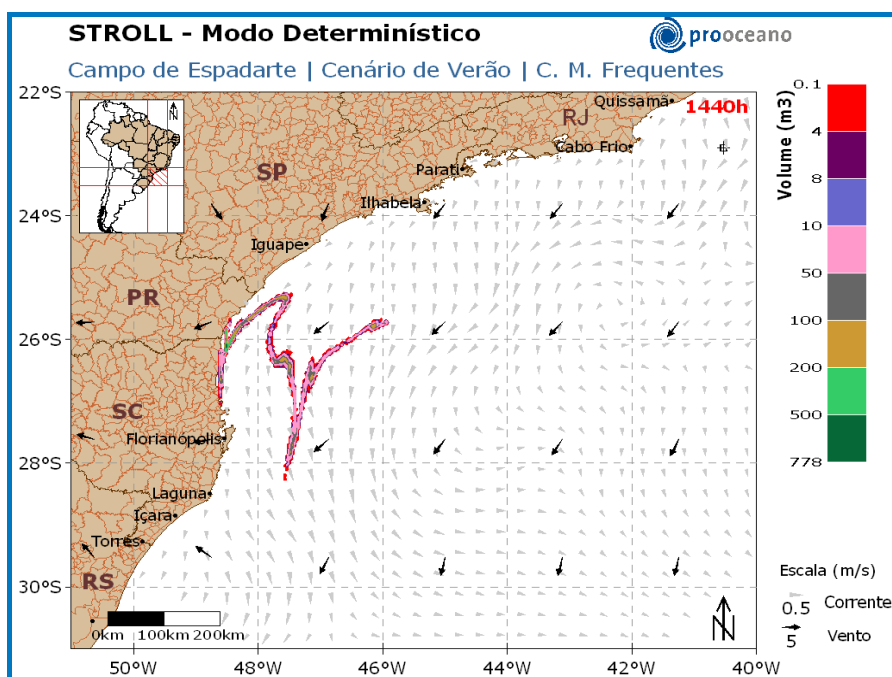 STROLL - Modo Determinístico
prooceano
Campo de Espadarte | Cenário de Verão | C. M. Frequentes
22°S
24°S
26°S
28°S
30°S
N
Quissamã
1440h
RJ
Cabo Frio
SP
Parati
Ilhabela
Iguape
PR
SC
Florianópolis
Laguna
Içara
Torres
RS
0km 100km 200km
N
50°W 48°W 46°W 44°W 42°W 40°W
Volume (m3)
0.1
4
8
10
50
100
200
500
778
Escala (m/s)
0.5 Corrente
5 Vento